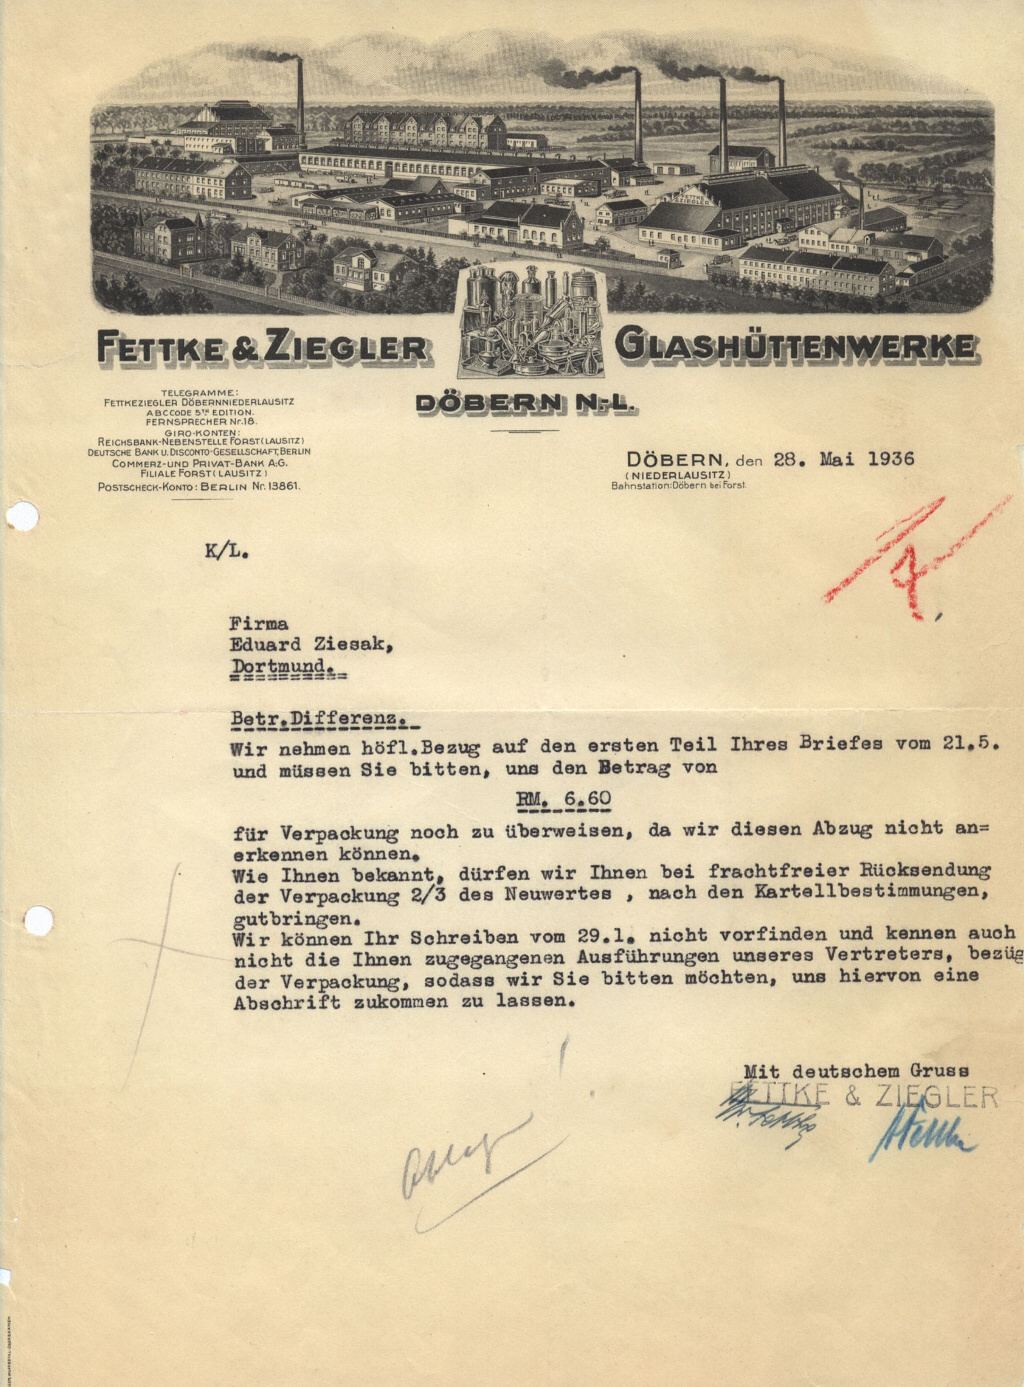 FETTKE & ZIEGLER GLASHÜTTENWERKE
DÖBERN N.-L.
TELEGRAMME:
FETTKEZIEGLER DÖBERNNIEDERLAUSITZ
ABC CODE 5TH EDITION.
FERNSPRECHER Nr. 18.
GIRO-KONTEN:
REICHSBANK-NEBENSTELLE FORST (LAUSITZ)
DEUTSCHE BANK U. DISCONTO-GESELLSCHAFT, BERLIN
COMMERZ- UND PRIVAT-BANK A.G.
FILIALE FORST (LAUSITZ)
POSTSCHECK-KONTO: BERLIN Nr. 13861.
DÖBERN, den 28. Mai 1936
(NIEDERLAUSITZ)
Bahnstation: Döbern bei Forst.
K/L.
Firma
Eduard Ziesak,
Dortmund.
Betr.Differenz.
Wir nehmen höfl.Bezug auf den ersten Teil Ihres Briefes vom 21.5.
und müssen Sie bitten, uns den Betrag von
RM. 6.60
für Verpackung noch zu überweisen, da wir diesen Abzug nicht an=
erkennen können.
Wie Ihnen bekannt, dürfen wir Ihnen bei frachtfreier Rücksendung
der Verpackung 2/3 des Neuwertes , nach den Kartellbestimmungen,
gutbringen.
Wir können Ihr Schreiben vom 29.1. nicht vorfinden und kennen auch
nicht die Ihnen zugegangenen Ausführungen unseres Vertreters, bezüg
der Verpackung, sodass wir Sie bitten möchten, uns hiervon eine
Abschrift zukommen zu lassen.
Mit deutschem Gruss
FETTKE & ZIEGLER
Ablage